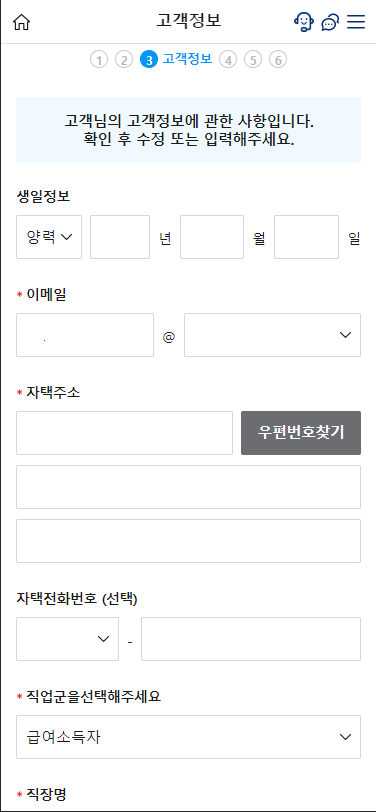 고객정보
1 2 3 고객정보 4 5 6
고객님의 고객정보에 관한 사항입니다.
확인 후 수정 또는 입력해주세요.
생일정보
양력 년 월 일
* 이메일
. @
* 자택주소
우편번호찾기
자택전화번호 (선택)
-
* 직업군을선택해주세요
급여소득자
* 직장명